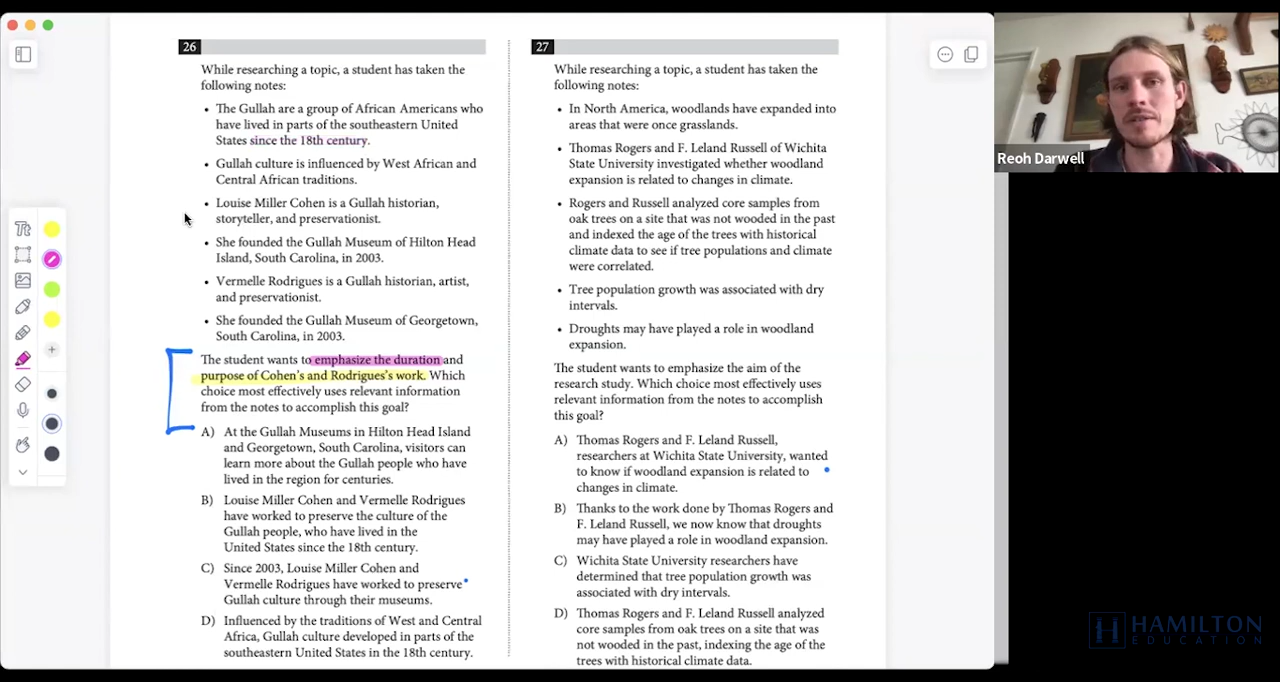 26
While researching a topic, a student has taken the
following notes:
• The Gullah are a group of African Americans who
have lived in parts of the southeastern United
States since the 18th century.
• Gullah culture is influenced by West African and
Central African traditions.
• Louise Miller Cohen is a Gullah historian,
storyteller, and preservationist.
• She founded the Gullah Museum of Hilton Head
Island, South Carolina, in 2003.
• Vermelle Rodrigues is a Gullah historian, artist,
and preservationist.
• She founded the Gullah Museum of Georgetown,
South Carolina, in 2003.
The student wants to emphasize the duration and
purpose of Cohen's and Rodrigues's work. Which
choice most effectively uses relevant information
from the notes to accomplish this goal?
A) At the Gullah Museums in Hilton Head Island
and Georgetown, South Carolina, visitors can
learn more about the Gullah people who have
lived in the region for centuries.
B) Louise Miller Cohen and Vermelle Rodrigues
have worked to preserve the culture of the
Gullah people, who have lived in the
United States since the 18th century.
C) Since 2003, Louise Miller Cohen and
Vermelle Rodrigues have worked to preserve
Gullah culture through their museums.
D) Influenced by the traditions of West and Central
Africa, Gullah culture developed in parts of the
southeastern United States in the 18th century.
27
While researching a topic, a student has taken the
following notes:
• In North America, woodlands have expanded into
areas that were once grasslands.
• Thomas Rogers and F. Leland Russell of Wichita
State University investigated whether woodland
expansion is related to changes in climate.
• Rogers and Russell analyzed core samples from
oak trees on a site that was not wooded in the past
and indexed the age of the trees with historical
climate data to see if tree populations and climate
were correlated.
• Tree population growth was associated with dry
intervals.
• Droughts may have played a role in woodland
expansion.
The student wants to emphasize the aim of the
research study. Which choice most effectively uses
relevant information from the notes to accomplish
this goal?
A) Thomas Rogers and F. Leland Russell,
researchers at Wichita State University, wanted
to know if woodland expansion is related to
changes in climate.
B) Thanks to the work done by Thomas Rogers and
F. Leland Russell, we now know that droughts
may have played a role in woodland expansion.
C) Wichita State University researchers have
determined that tree population growth was
associated with dry intervals.
D) Thomas Rogers and F. Leland Russell analyzed
core samples from oak trees on a site that was
not wooded in the past, indexing the age of the
trees with historical climate data.
Tt
Reoh Darwell
HAMILTON
EDUCATION